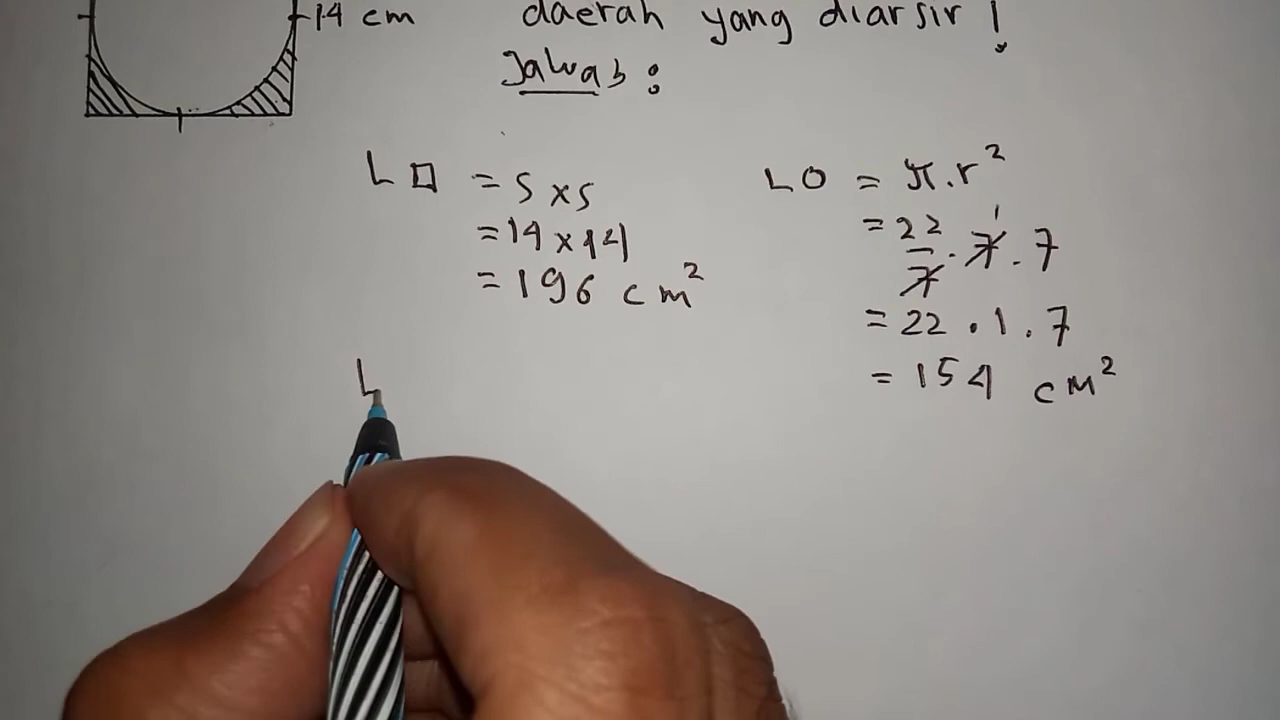 14 cm
daerah yang diarsir !
Jawab :
L □ = s x s
= 14 x 14
= 196 cm²
L
L O = π . r²
= 22/7 . 7 . 7
1
= 22 . 1 . 7
= 154 cm²